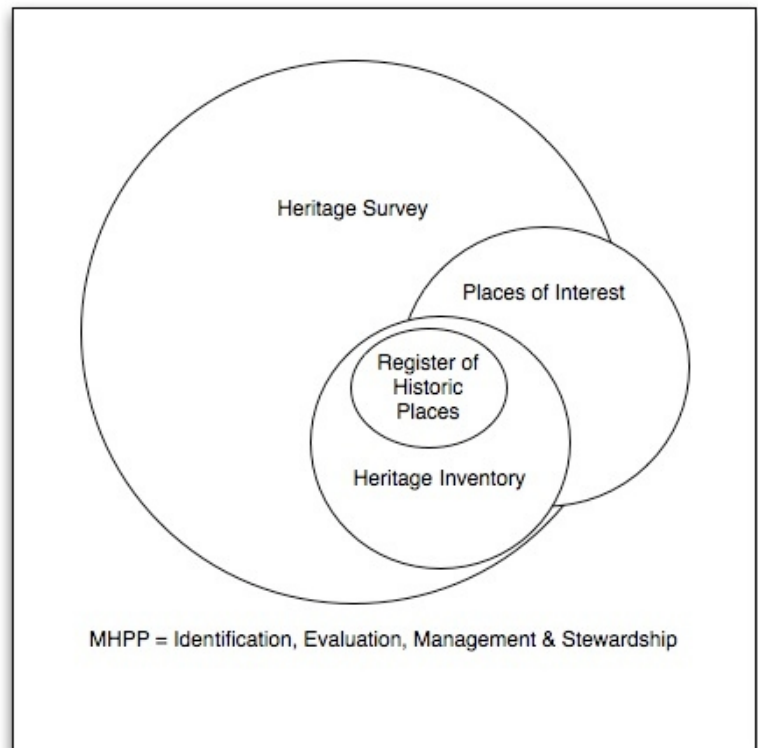 Heritage Survey
Places of Interest
Register of
Historic
Places
Heritage Inventory
MHPP = Identification, Evaluation, Management & Stewardship